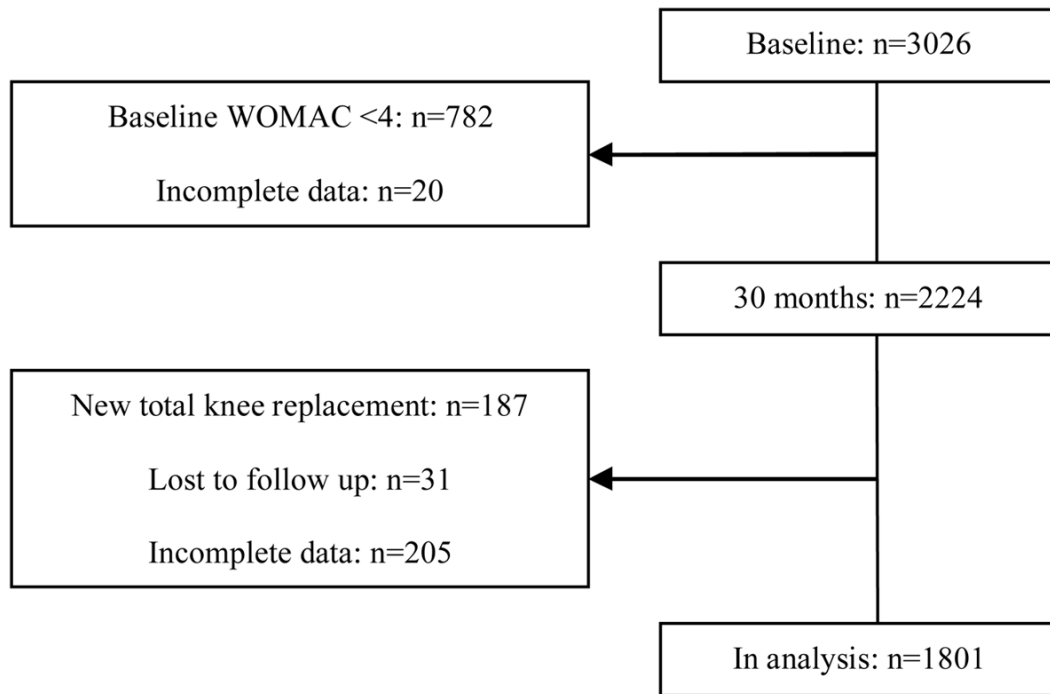 Baseline: n=3026
Baseline WOMAC <4: n=782
Incomplete data: n=20
30 months: n=2224
New total knee replacement: n=187
Lost to follow up: n=31
Incomplete data: n=205
In analysis: n=1801